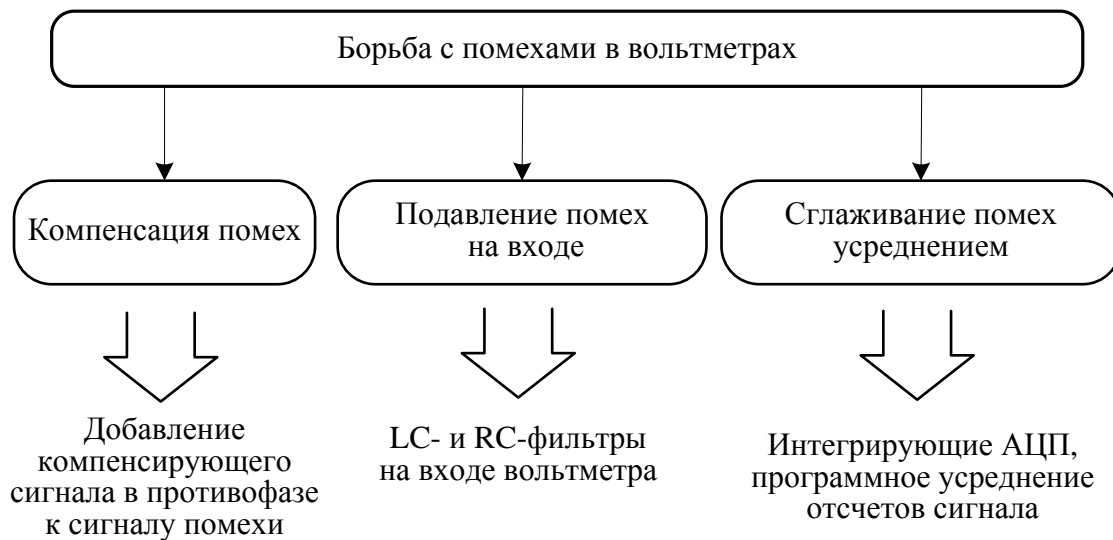 Борьба с помехами в вольтметрах
Компенсация помех
Подавление помех
на входе
Сглаживание помех
усреднением
Добавление
компенсирующего
сигнала в противофазе
к сигналу помехи
LC- и RC-фильтры
на входе вольтметра
Интегрирующие АЦП,
программное усреднение
отсчетов сигнала